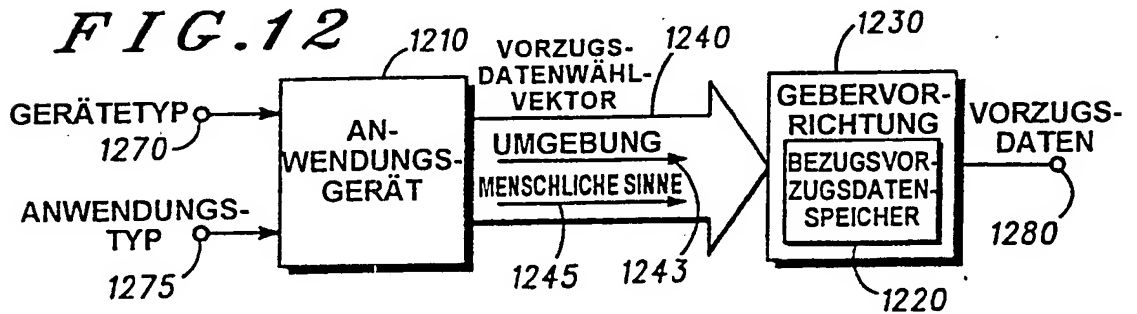 FIG.12
GERÄTETYP
1270
ANWENDUNGS-
TYP
1275
1210
AN-
WENDUNGS-
GERÄT
VORZUGS-
DATENWÄHL-
VEKTOR
1240
UMGEBUNG
MENSCHLICHE SINNE
1245
1243
1230
GEBERVOR-
RICHTUNG
BEZUGSVOR-
ZUGSDATEN-
SPEICHER
1220
VORZUGS-
DATEN
1280